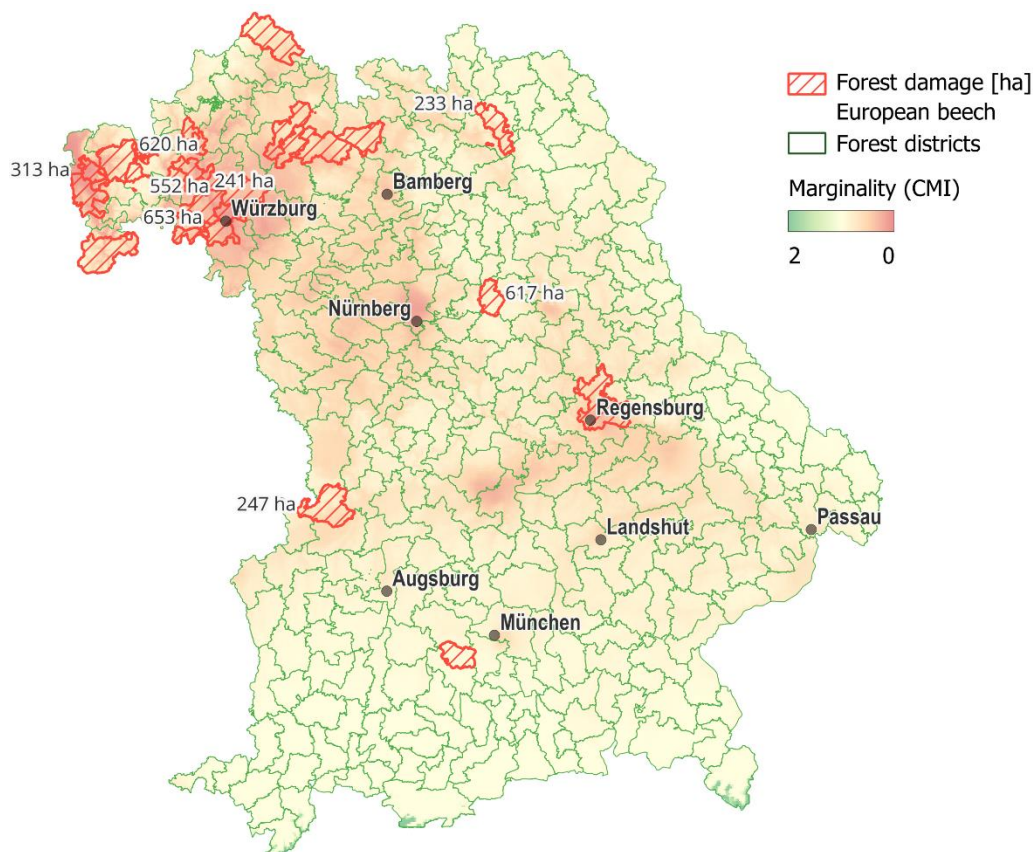 Forest damage [ha]
European beech
Forest districts
Marginality (CMI)
2 0
233 ha
620 ha
313 ha
552 ha 241 ha
653 ha
Würzburg
Bamberg
617 ha
Nürnberg
Regensburg
247 ha
Passau
Landshut
Augsburg
München